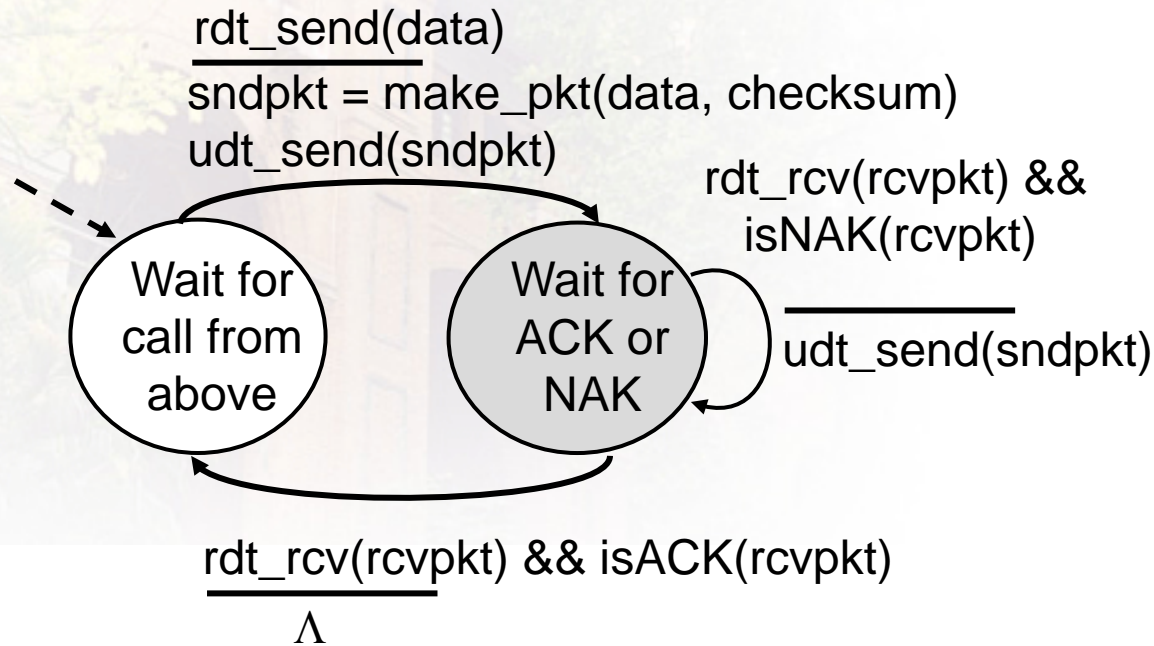 rdt_send(data)
sndpkt = make_pkt(data, checksum)
udt_send(sndpkt)
rdt_rcv(rcvpkt) &&
isNAK(rcvpkt)
udt_send(sndpkt)
Wait for
call from
above
Wait for
ACK or
NAK
rdt_rcv(rcvpkt) && isACK(rcvpkt)
Λ